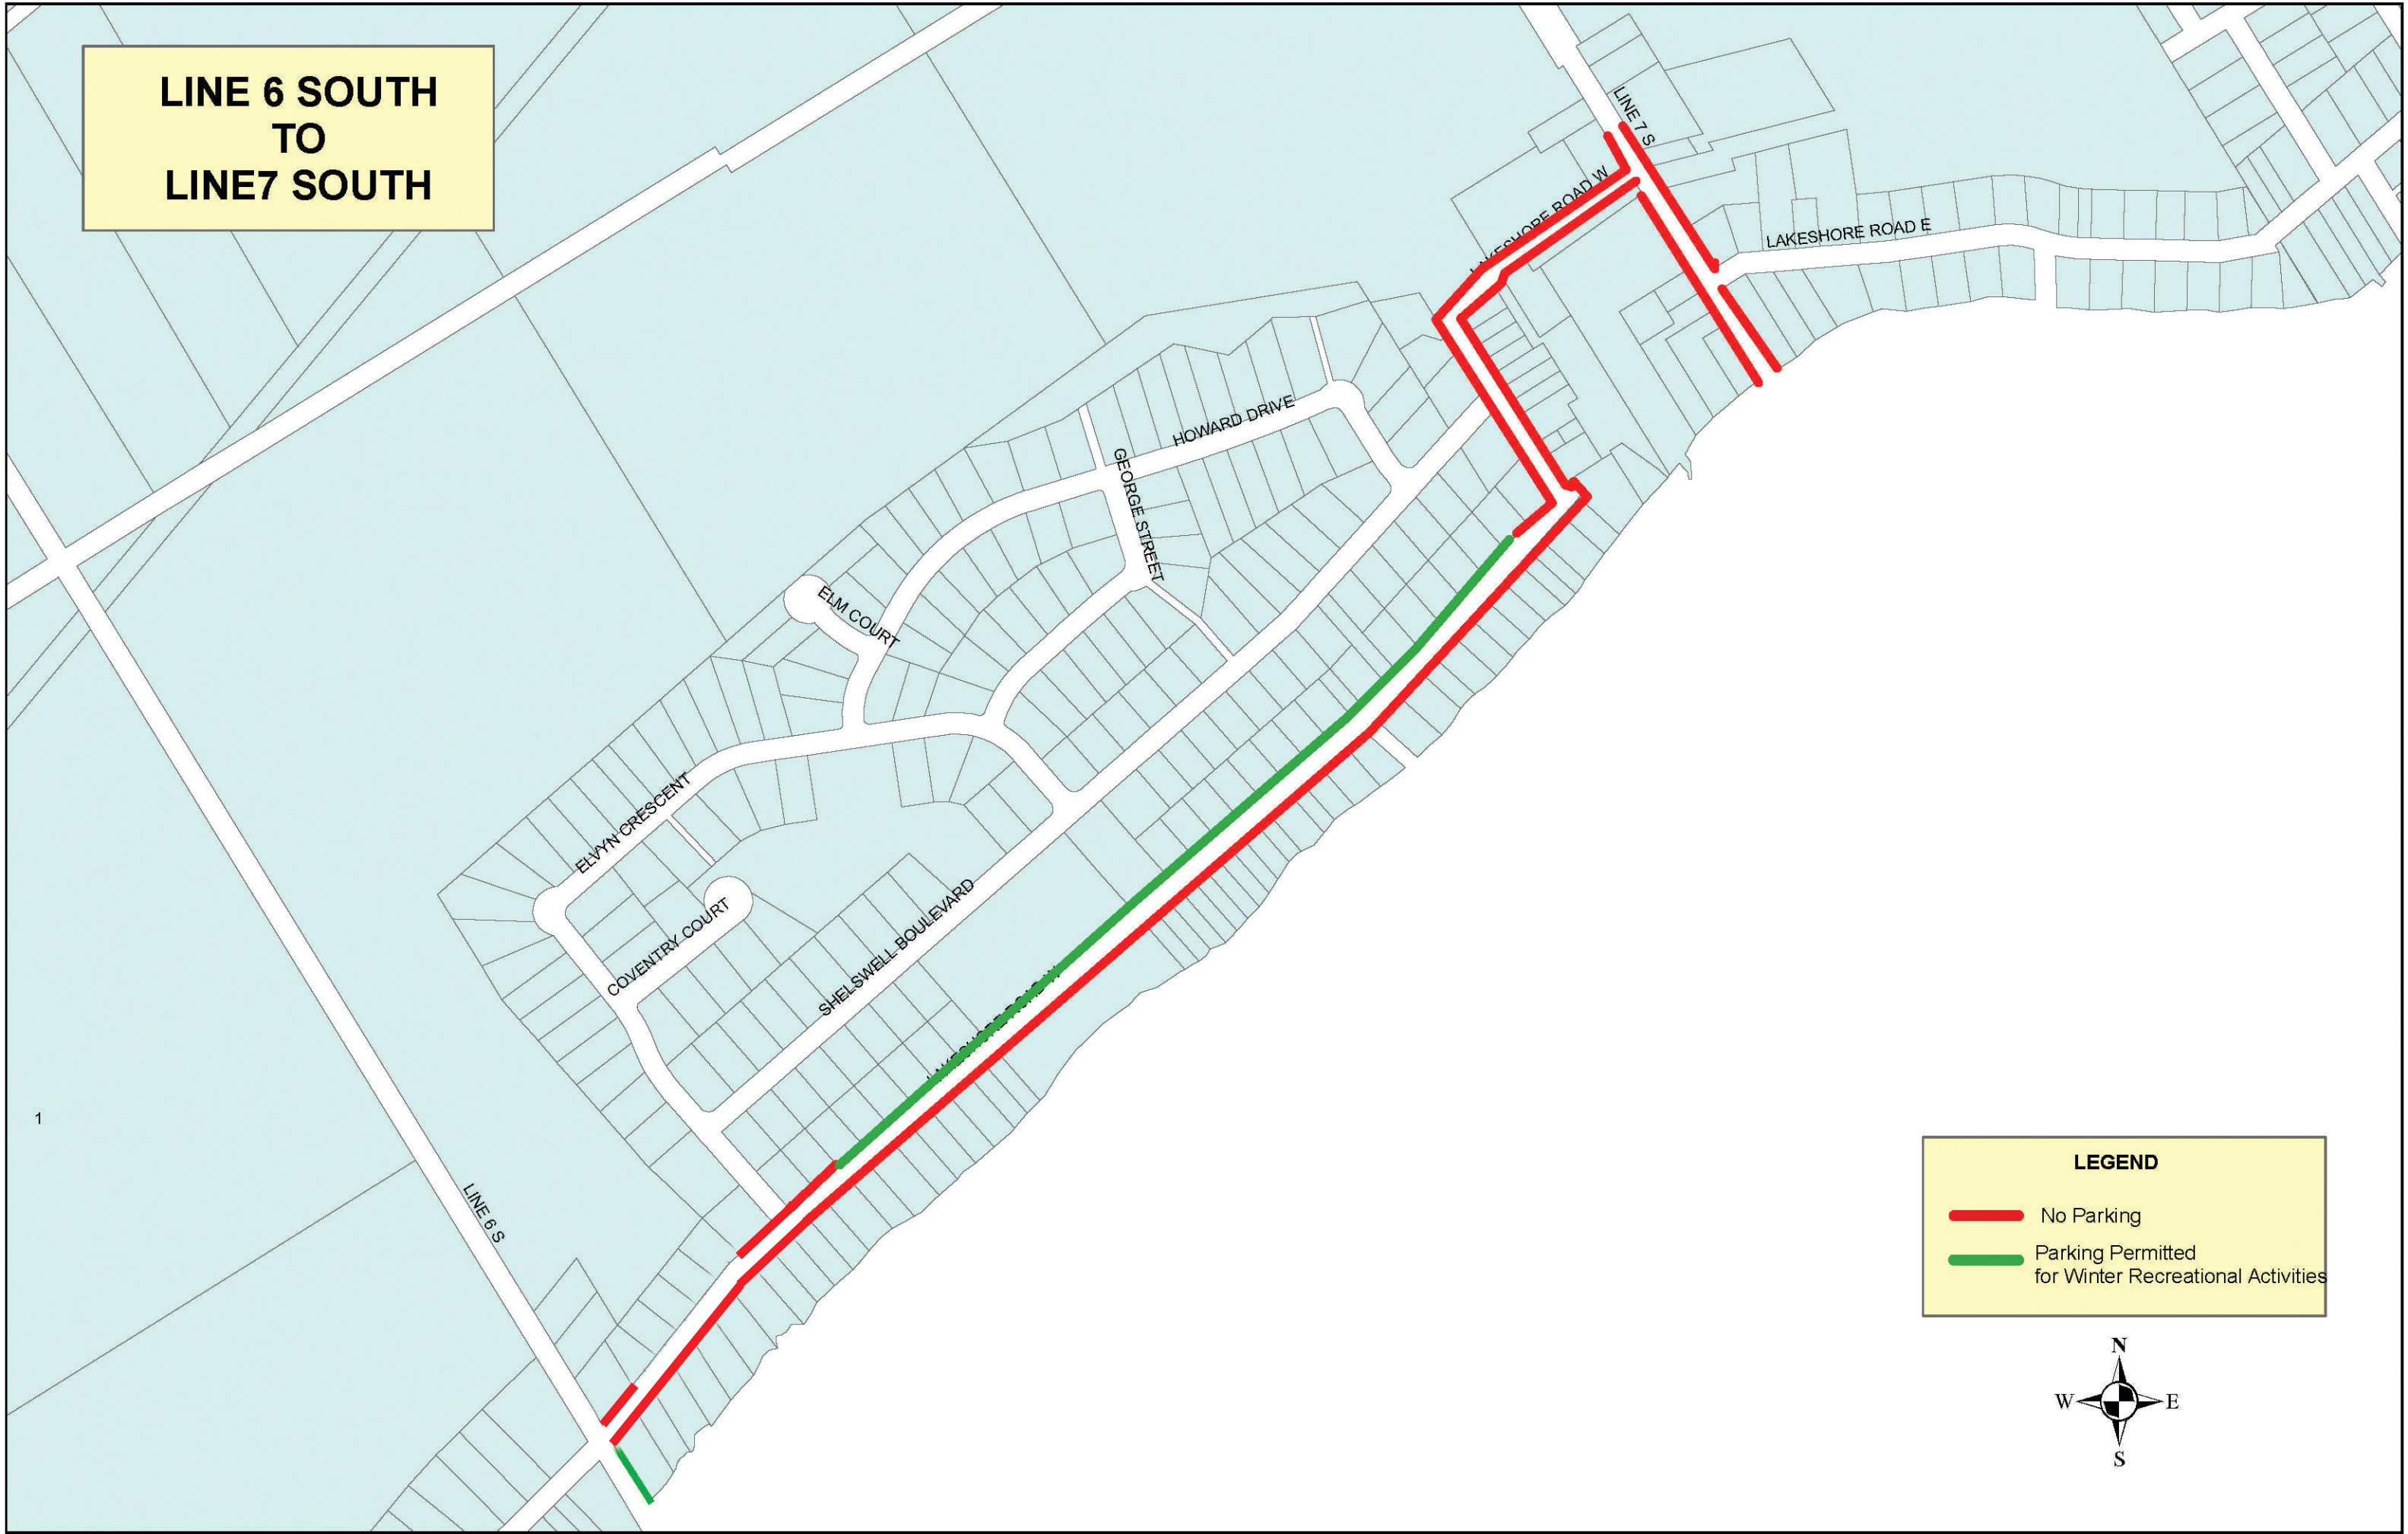 LINE 6 SOUTH
TO
LINE7 SOUTH
LINE 7 S
LAKESHORE ROAD W
LAKESHORE ROAD E
HOWARD DRIVE
GEORGE STREET
ELM COURT
ELVYN CRESCENT
COVENTRY COURT
SHELSWELL BOULEVARD
1
LINE 6 S
LEGEND
No Parking
Parking Permitted
for Winter Recreational Activities
N
W E
S